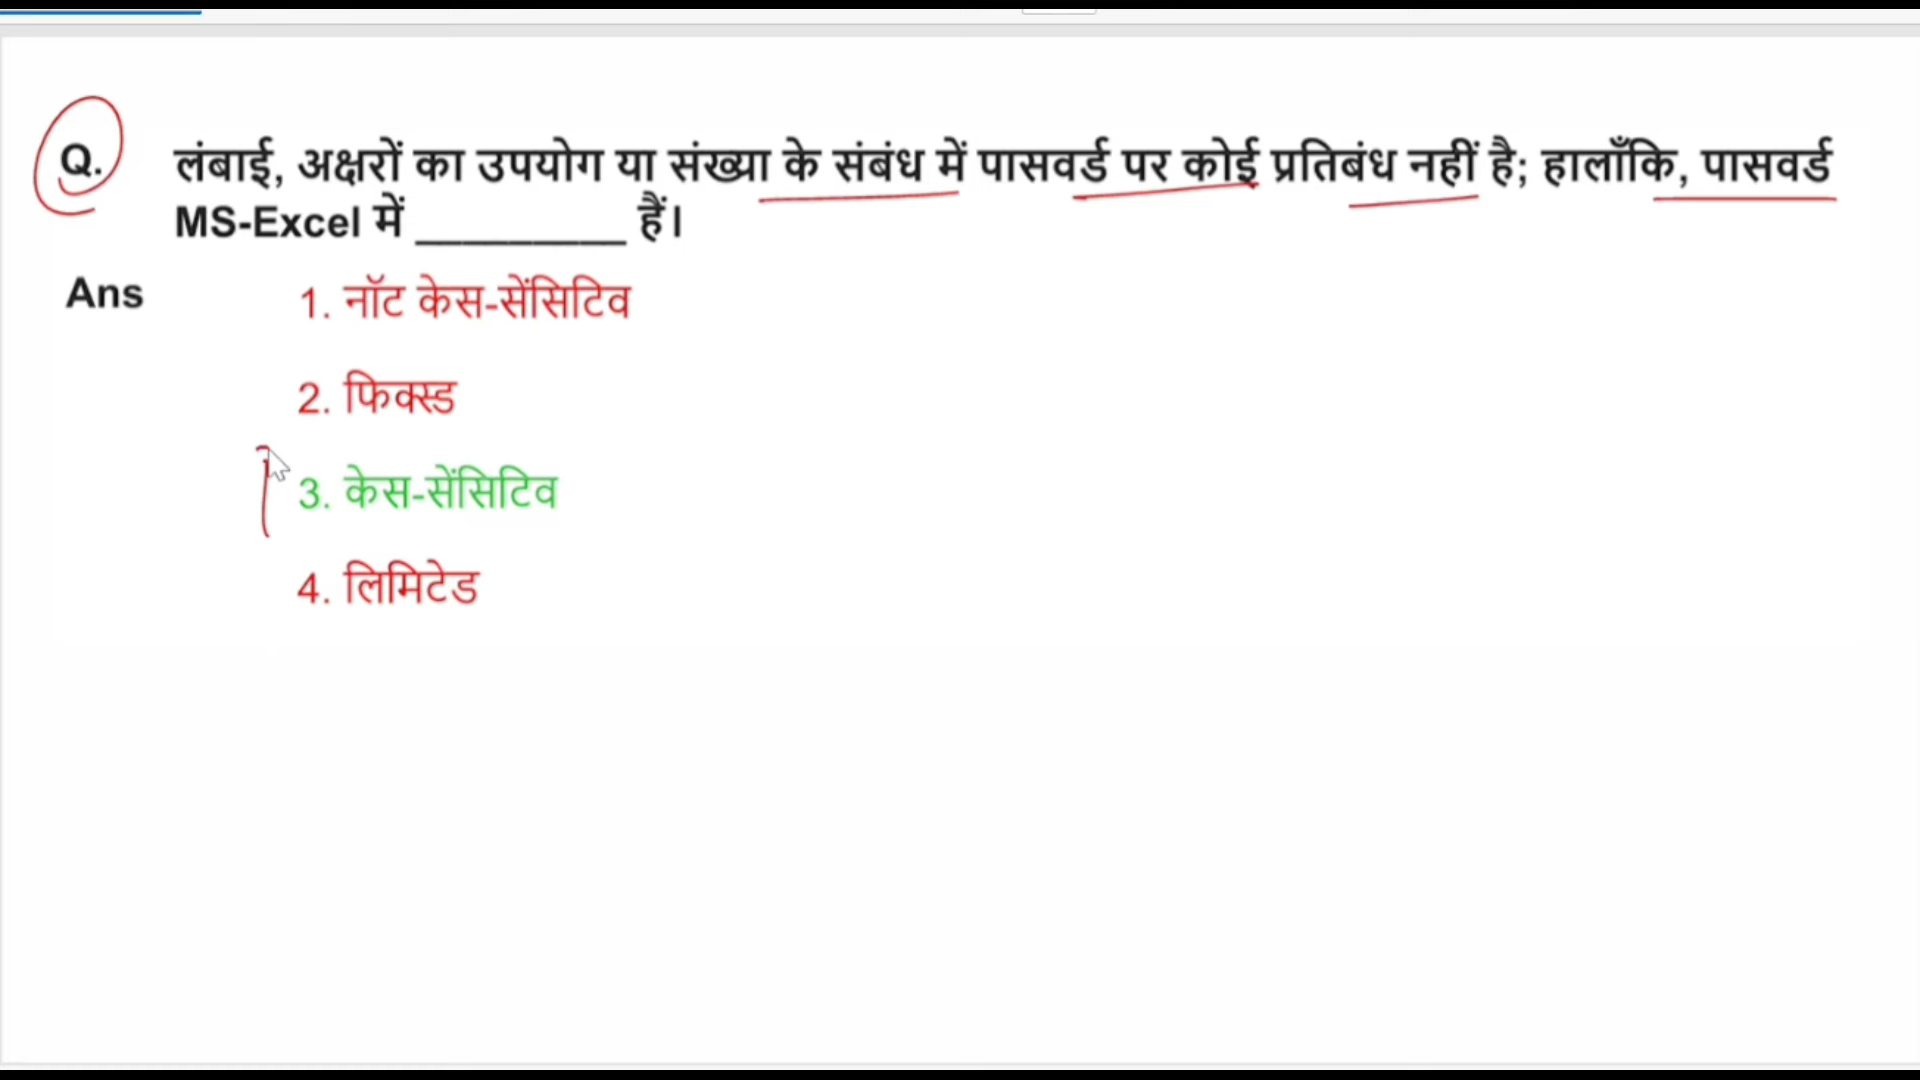 Q. लंबाई, अक्षरों का उपयोग या संख्या के संबंध में पासवर्ड पर कोई प्रतिबंध नहीं है; हालाँकि, पासवर्ड
MS-Excel में _________ हैं।
Ans 1. नॉट केस-सेंसिटिव
2. फिक्स्ड
3. केस-सेंसिटिव
4. लिमिटेड